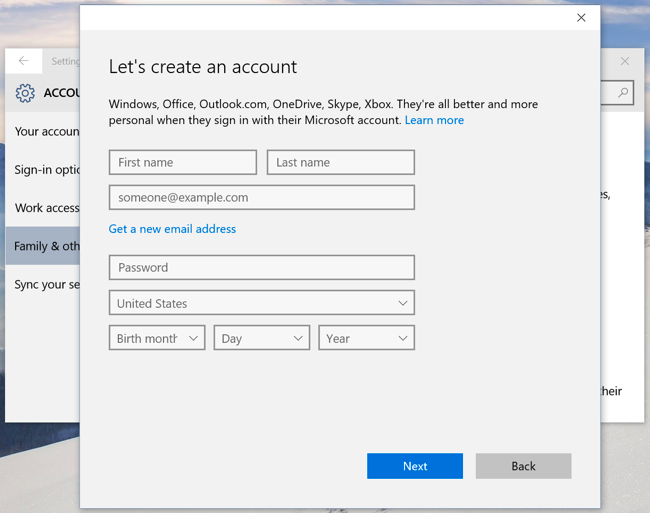 Let's create an account
Windows, Office, Outlook.com, OneDrive, Skype, Xbox. They're all better and more
personal when they sign in with their Microsoft account. Learn more
First name
Last name
someone@example.com
Get a new email address
Password
United States
Birth month
Day
Year
Next
Back
Setting
ACCOU
Your accoun
Sign-in optio
Work access
Family & oth
Sync your se
es,
heir